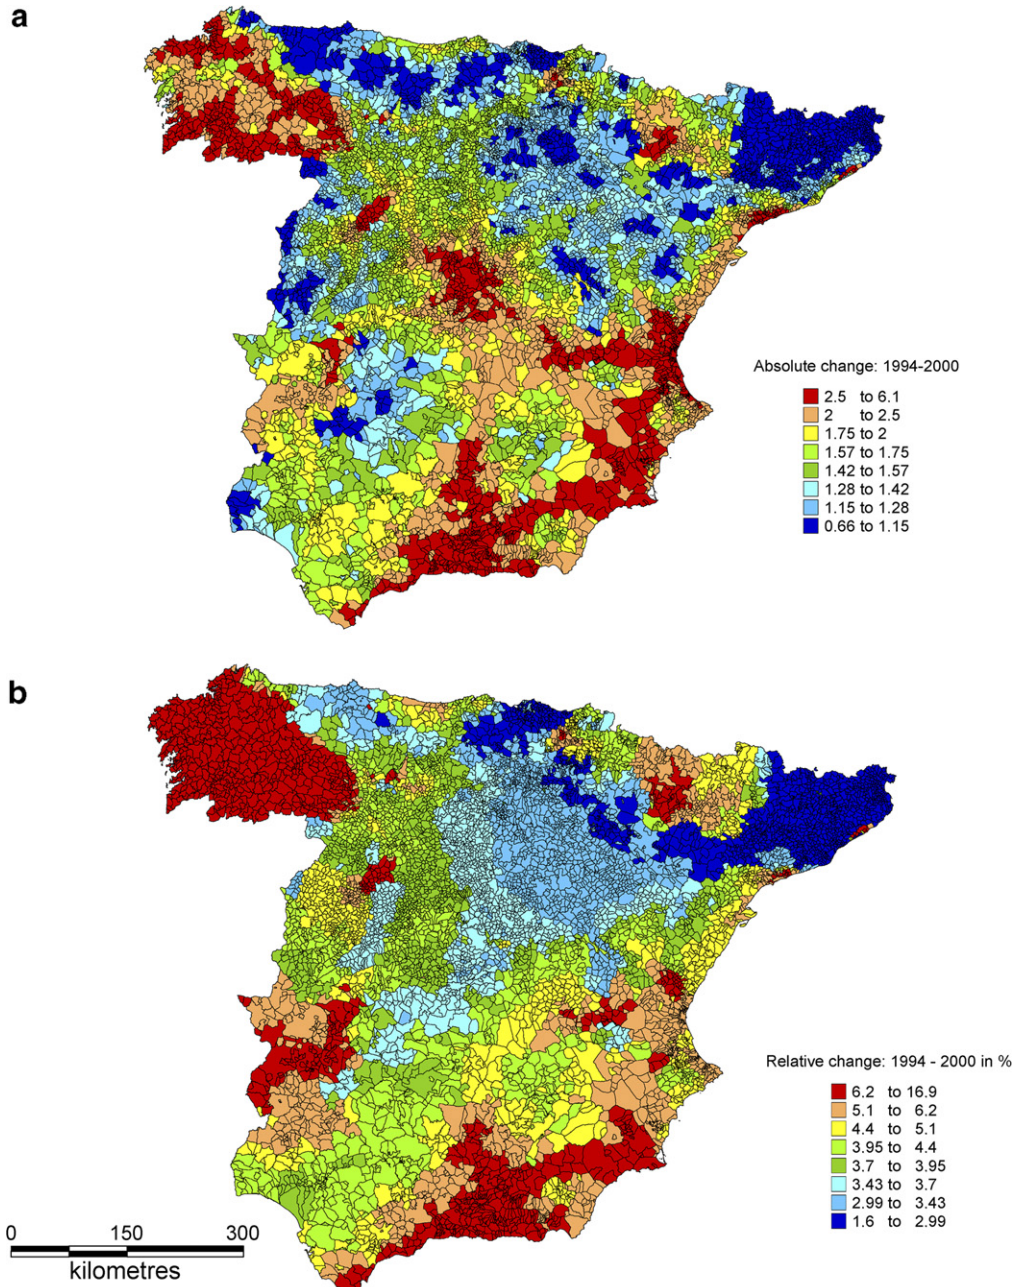 a
Absolute change: 1994-2000
2.5 to 6.1
2 to 2.5
1.75 to 2
1.57 to 1.75
1.42 to 1.57
1.28 to 1.42
1.15 to 1.28
0.66 to 1.15
b
Relative change: 1994 - 2000 in %
6.2 to 16.9
5.1 to 6.2
4.4 to 5.1
3.95 to 4.4
3.7 to 3.95
3.43 to 3.7
2.99 to 3.43
1.6 to 2.99
0 150 300
kilometres